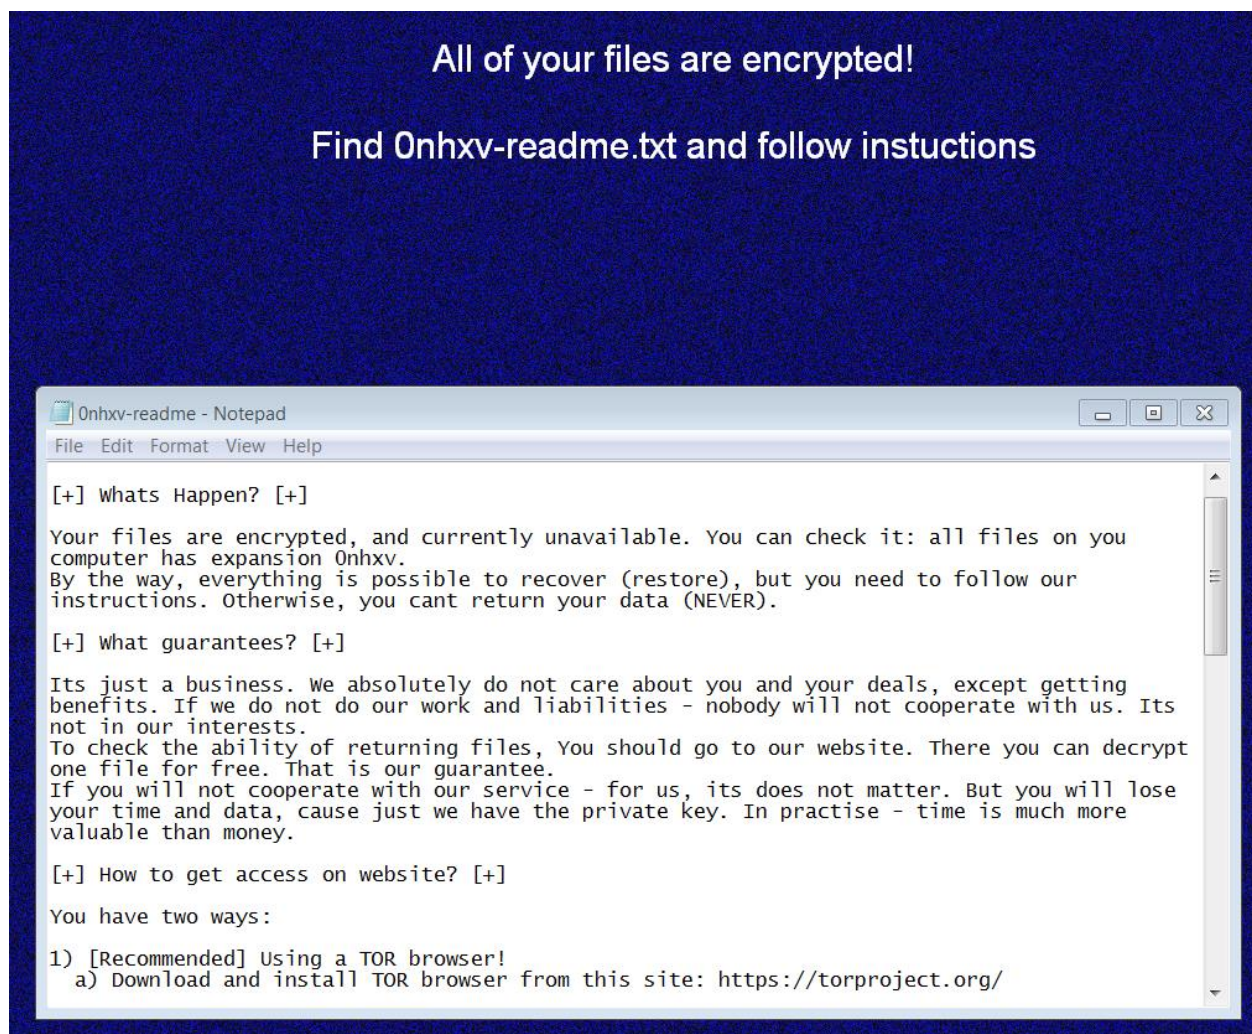 All of your files are encrypted!
Find 0nhxv-readme.txt and follow instuctions
0nhxv-readme - Notepad
File Edit Format View Help
[+] Whats Happen? [+]
Your files are encrypted, and currently unavailable. You can check it: all files on you
computer has expansion 0nhxv.
By the way, everything is possible to recover (restore), but you need to follow our
instructions. Otherwise, you cant return your data (NEVER).
[+] What guarantees? [+]
Its just a business. We absolutely do not care about you and your deals, except getting
benefits. If we do not do our work and liabilities - nobody will not cooperate with us. Its
not in our interests.
To check the ability of returning files, You should go to our website. There you can decrypt
one file for free. That is our guarantee.
If you will not cooperate with our service - for us, its does not matter. But you will lose
your time and data, cause just we have the private key. In practise - time is much more
valuable than money.
[+] How to get access on website? [+]
You have two ways:
1) [Recommended] Using a TOR browser!
a) Download and install TOR browser from this site: https://torproject.org/